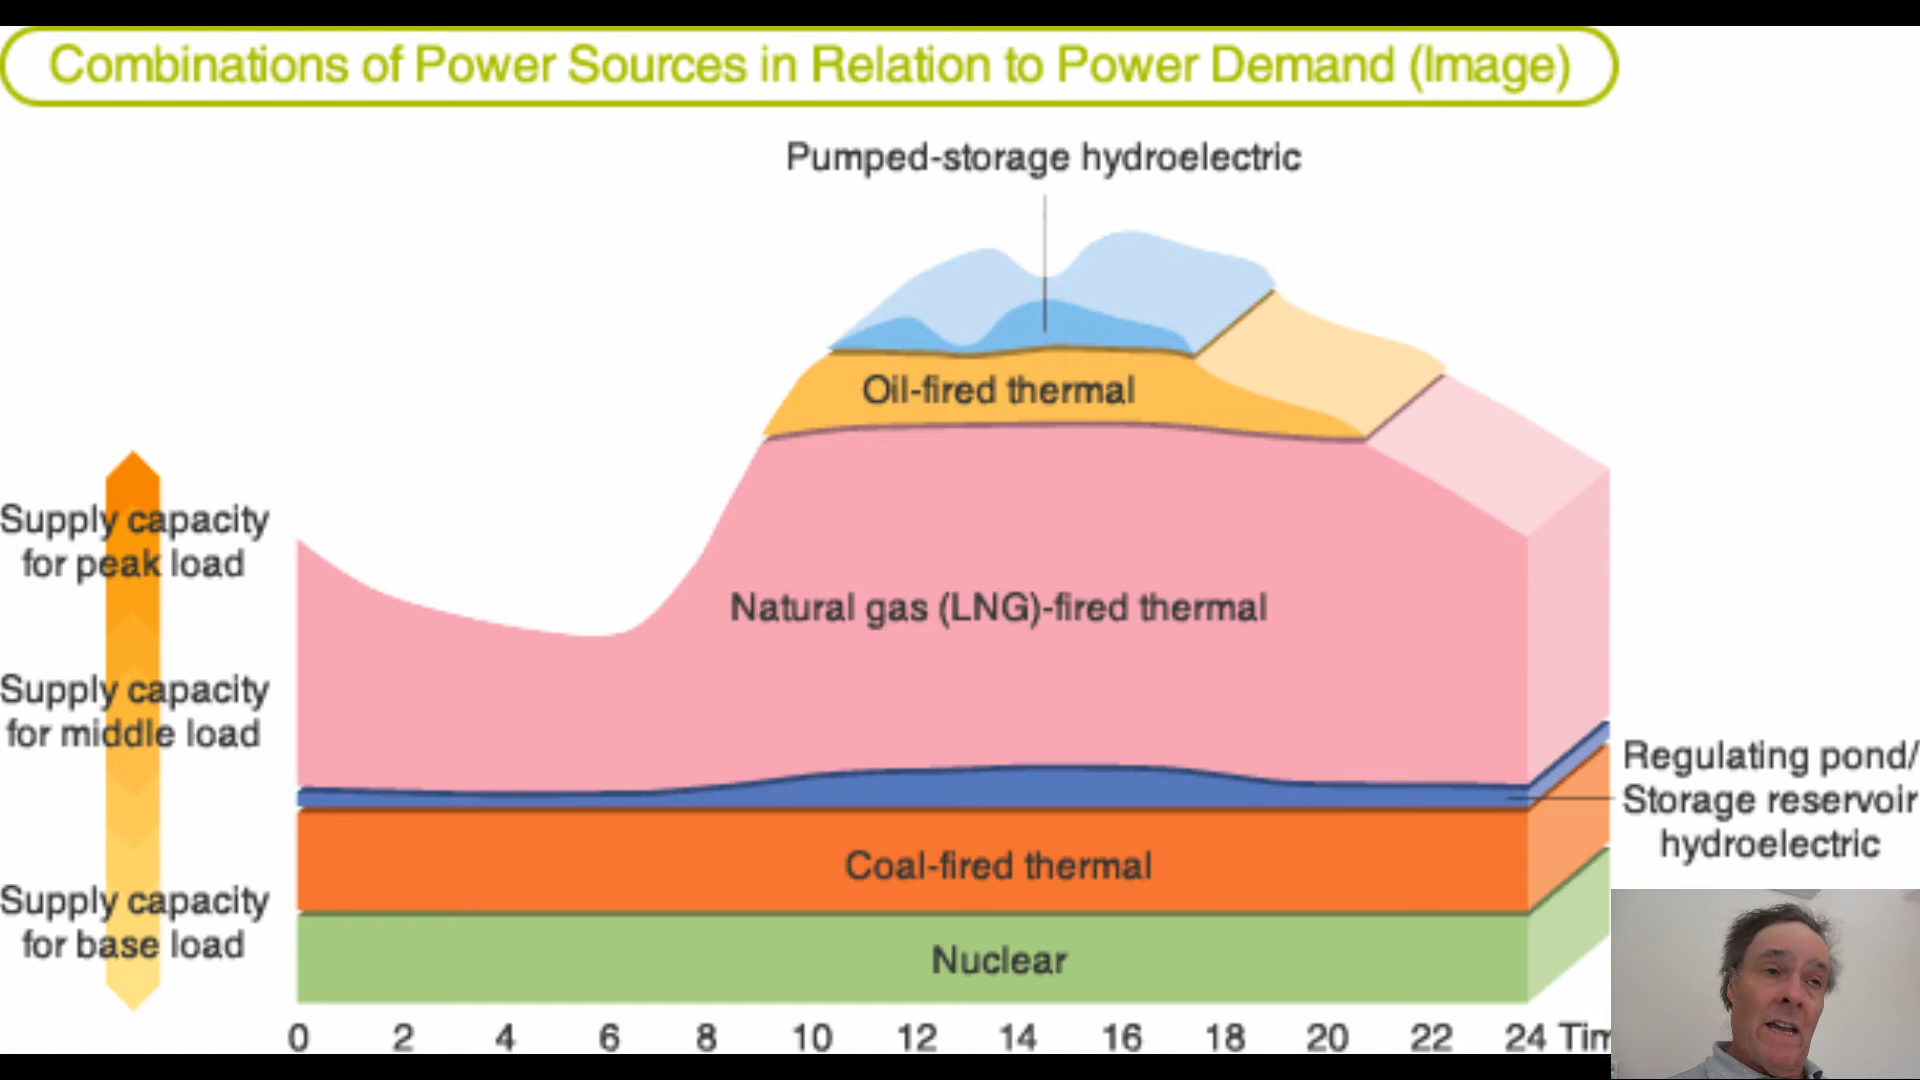 Combinations of Power Sources in Relation to Power Demand (Image)
Pumped-storage hydroelectric
Oil-fired thermal
Supply capacity
for peak load
Natural gas (LNG)-fired thermal
Supply capacity
for middle load
Regulating pond/
Storage reservoir
hydroelectric
Coal-fired thermal
Supply capacity
for base load
Nuclear
0 2 4 6 8 10 12 14 16 18 20 22 24